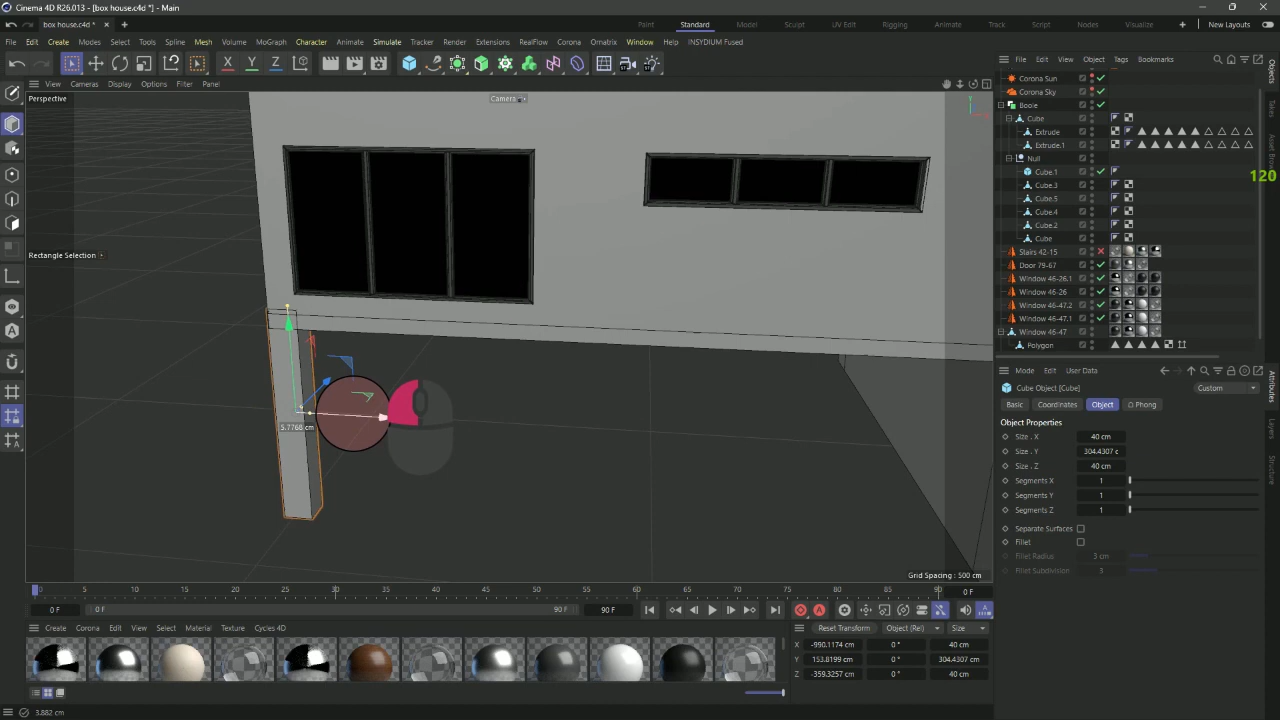 Cinema 4D R26.013 - [box house.c4d *] - Main
box house.c4d *
Paint
Standard
Model
Sculpt
UV Edit
Rigging
Animate
Track
Script
Nodes
Visualize
New Layouts
File Edit Create Modes Select Tools Spline Mesh Volume MoGraph Character Animate Simulate Tracker Render Extensions RealFlow Corona Ornatrix Window Help INSYDIUM Fused
File Edit View Object Tags Bookmarks
X Y Z
View Cameras Display Options Filter Panel
Perspective
Camera
Y
Corona Sun
Corona Sky
Boole
Cube
Extrude
Extrude.1
Null
Cube.1
120
Cube.3
Cube.5
Cube.4
Cube.2
Cube
Rectangle Selection
Stairs 42-15
Door 79-67
Window 46-26.1
Window 46-26
Window 46-47.2
Window 46-47.1
Window 46-47
Polygon
Objects
Takes
Asset Brow
Mode Edit User Data
Cube Object [Cube]
Custom
Basic Coordinates Object Phong
Object Properties
Size . X 40 cm
Size . Y 304.4307 c
Size . Z 40 cm
Segments X 1
Segments Y 1
Segments Z 1
Separate Surfaces
Fillet
Fillet Radius 3 cm
Fillet Subdivision 3
Attributes
Layers
Structure
5.7768 cm
Grid Spacing : 500 cm
0 5 10 15 20 25 30 35 40 45 50 55 60 65 70 75 80 85 90 0 F
0 F 0 F 90 F 90 F
Create Corona Edit View Select Material Texture Cycles 4D
Reset Transform Object (Rel) Size
X -990.1174 cm 0 ° 40 cm
Y 153.8199 cm 0 ° 304.4307 cm
Z -359.3257 cm 0 ° 40 cm
3.882 cm